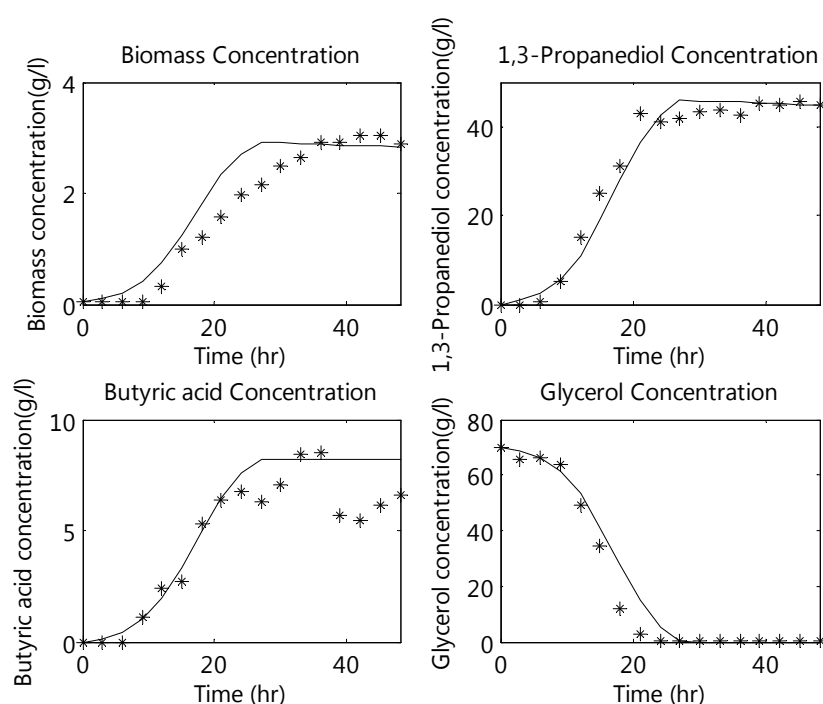 Biomass Concentration
Biomass concentration(g/l)
4
2
0
0
20
40
Time (hr)
1,3-Propanediol Concentration
1,3-Propanediol concentration(g/l)
40
20
0
0
20
40
Time (hr)
Butyric acid Concentration
Butyric acid concentration(g/l)
10
5
0
0
20
40
Time (hr)
Glycerol Concentration
Glycerol concentration(g/l)
80
60
40
20
0
0
20
40
Time (hr)